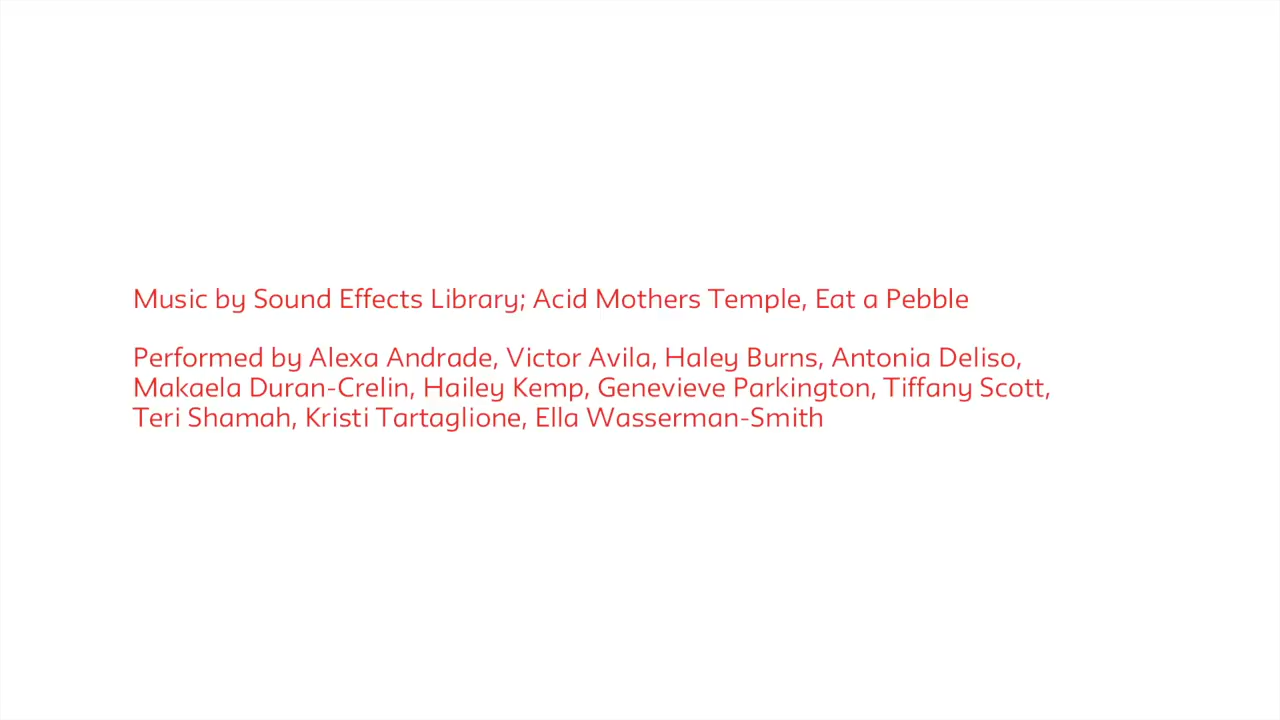 Music by Sound Effects Library; Acid Mothers Temple, Eat a Pebble
Performed by Alexa Andrade, Victor Avila, Haley Burns, Antonia Deliso,
Makaela Duran-Crelin, Hailey Kemp, Genevieve Parkington, Tiffany Scott,
Teri Shamah, Kristi Tartaglione, Ella Wasserman-Smith